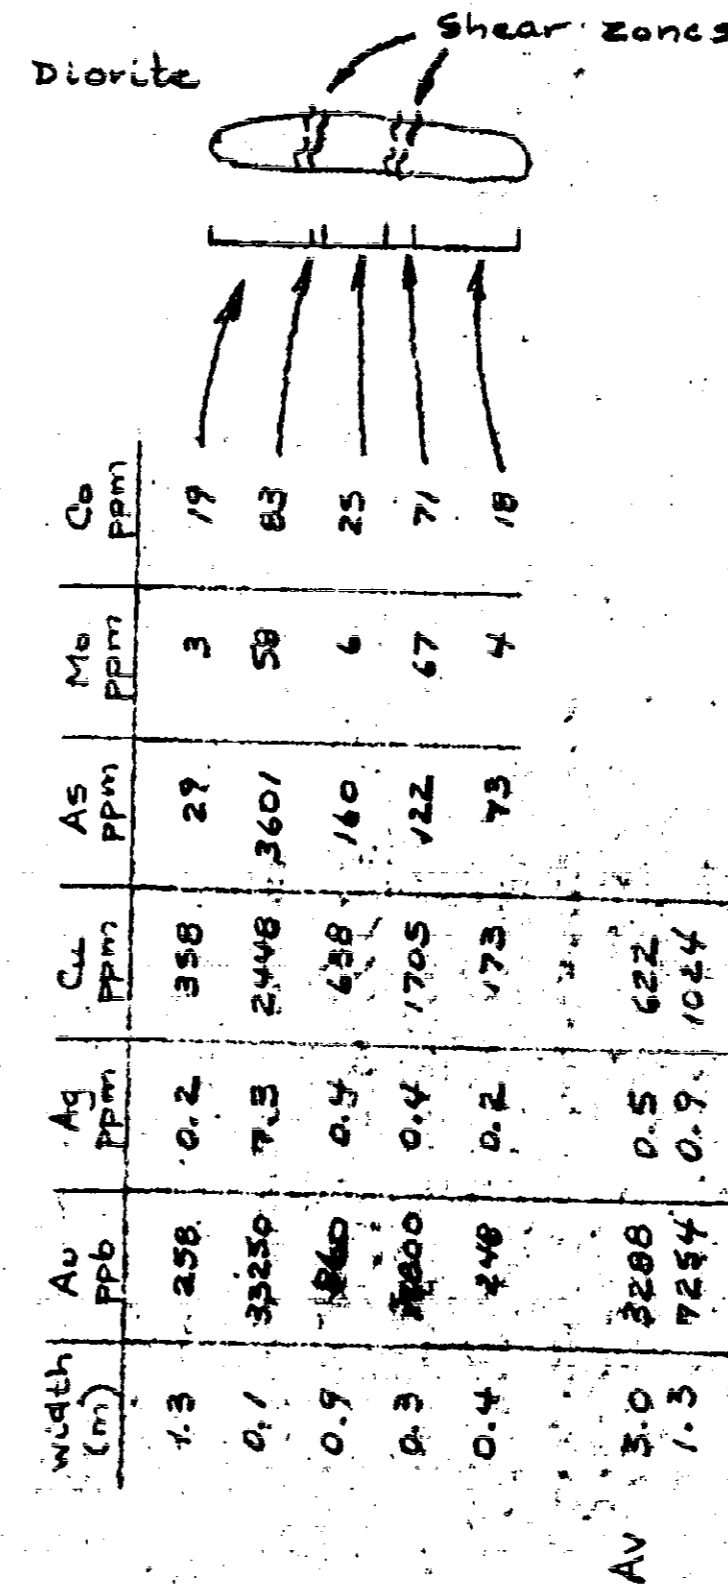 Shear zones
Diorite
Width (m) Au ppb Ag ppm Cu ppm As ppm Mo ppm Co ppm
1.3 258 0.2 358 29 3 19
0.1 33250 7.3 2448 3601 58 83
0.9 860 0.4 638 160 6 25
0.3 0.4 1705 122 67 71
0.4 248 0.2 173 73 4 18
Av 3.0 3288 0.5 622
1.3 7254 0.9 1024